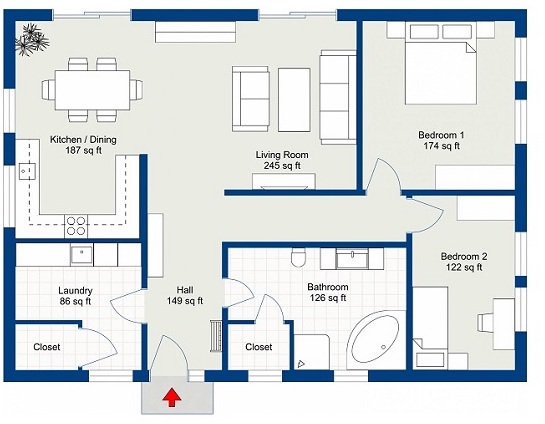 Kitchen / Dining
187 sq ft
Living Room
245 sq ft
Bedroom 1
174 sq ft
Laundry
86 sq ft
Hall
149 sq ft
Bathroom
126 sq ft
Bedroom 2
122 sq ft
Closet
Closet